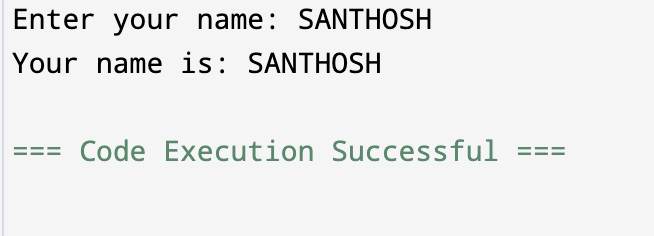 Enter your name: SANTHOSH
Your name is: SANTHOSH
=== Code Execution Successful ===